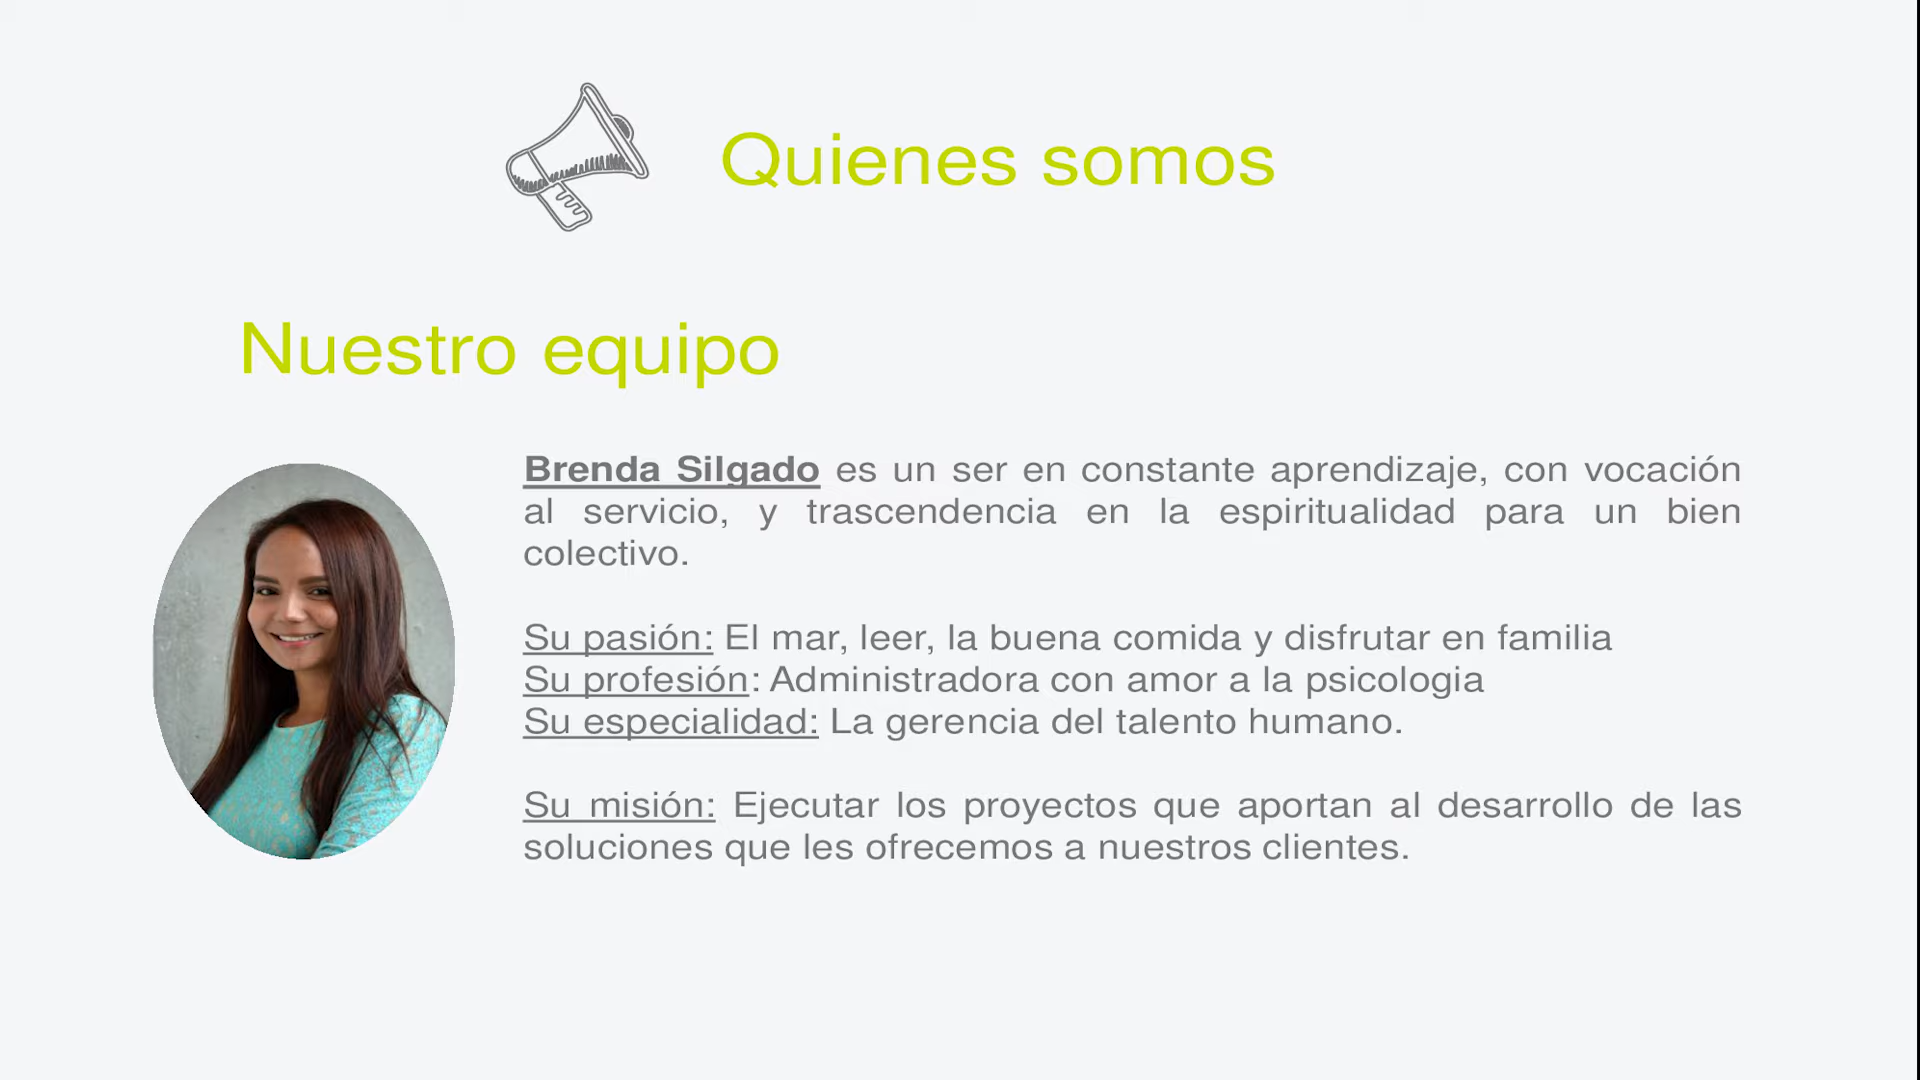 Quienes somos
Nuestro equipo
Brenda Silgado es un ser en constante aprendizaje, con vocación
al servicio, y trascendencia en la espiritualidad para un bien
colectivo.
Su pasión: El mar, leer, la buena comida y disfrutar en familia
Su profesión: Administradora con amor a la psicologia
Su especialidad: La gerencia del talento humano.
Su misión: Ejecutar los proyectos que aportan al desarrollo de las
soluciones que les ofrecemos a nuestros clientes.